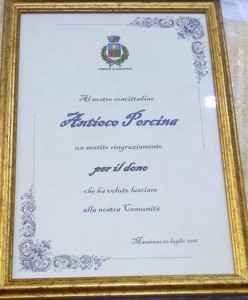 Al nostro concittadino
Antioco Porcina
un sentito ringraziamento
per il dono
che ha voluto lasciare
alla nostra Comunità